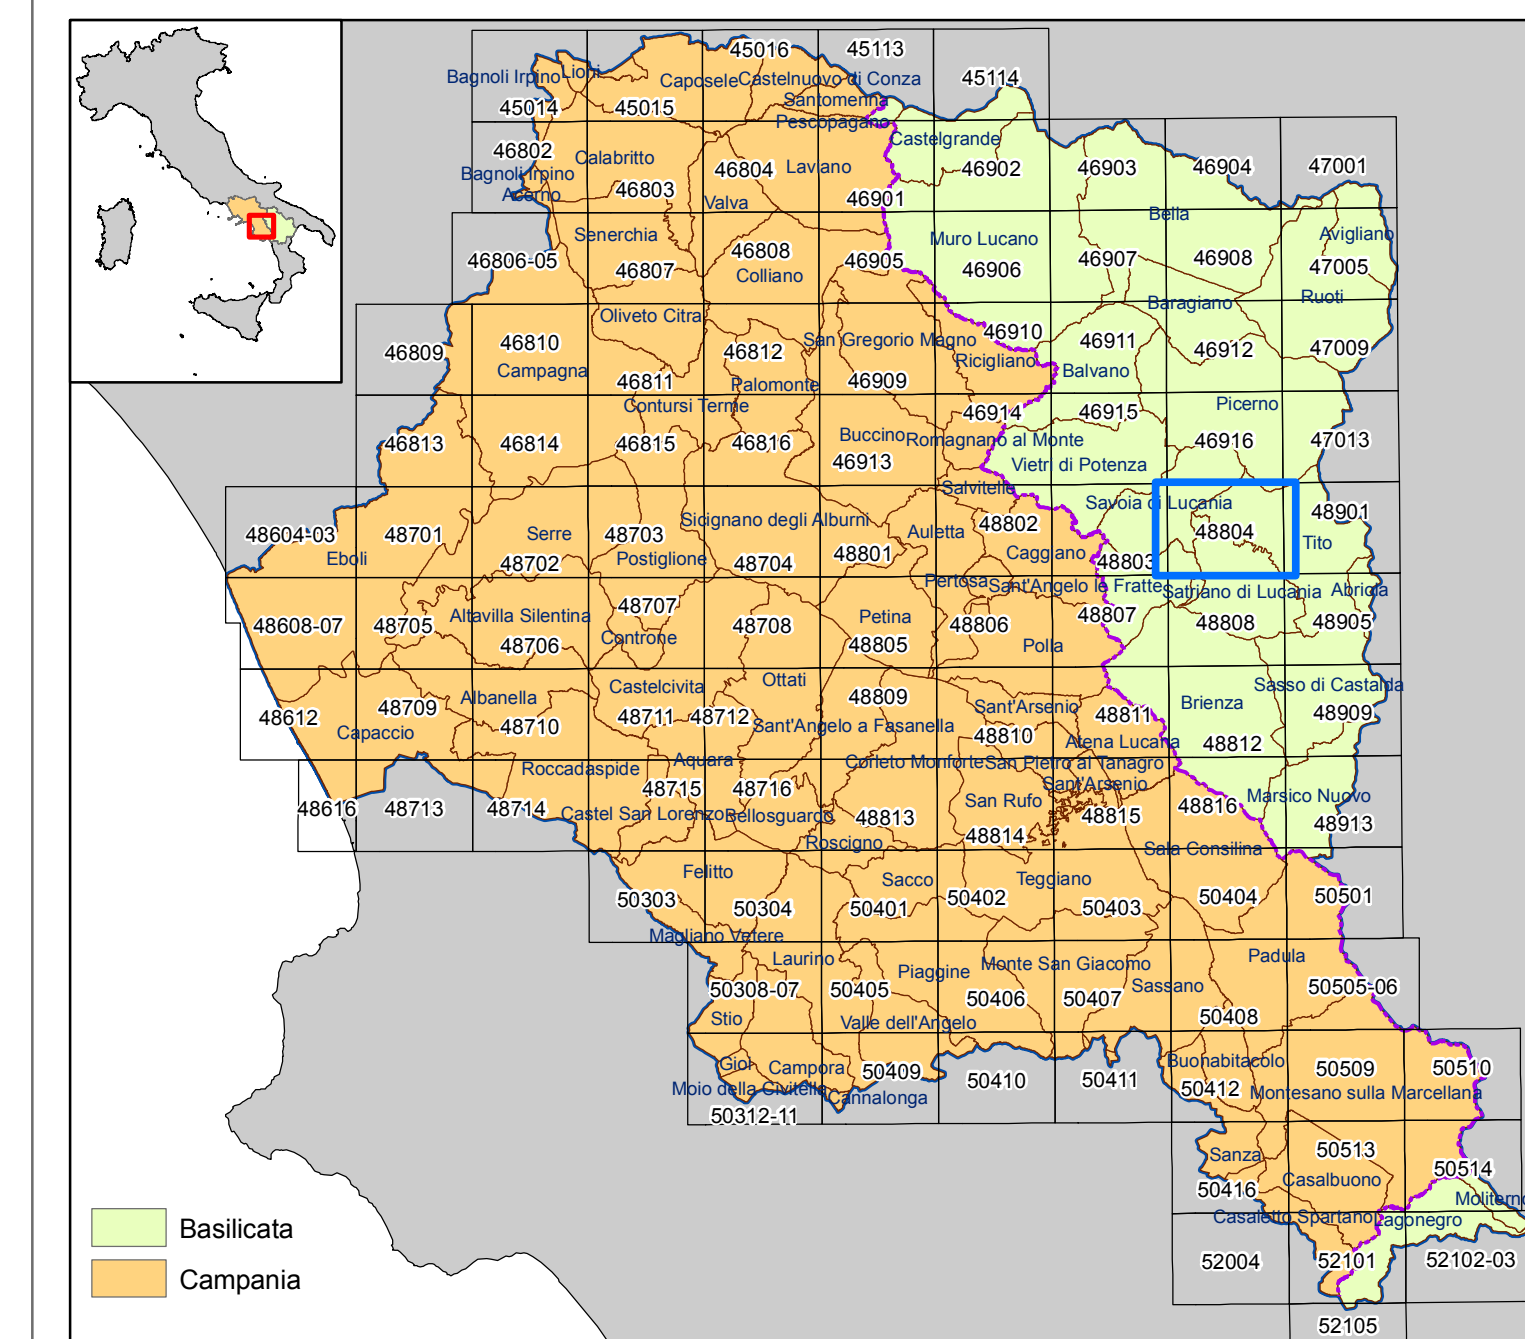 45016
45113
45114
Bagnoli Irpino
Lioni
Caposele
Castelnuovo di Conza
45014
45015
Santomenna
Pescopagano
Castelgrande
46802
Calabritto
46804
Laviano
46902
46903
46904
47001
Bagnoli Irpino
Acerno
46803
Valva
46901
Bella
Senerchia
Muro Lucano
Avigliano
46806-05
46807
46808
Colliano
46905
46906
46907
46908
47005
Oliveto Citra
Baragiano
Ruoti
46809
46810
Campagna
46812
San Gregorio Magno
46910
Ricigliano
46911
Balvano
46912
47009
46811
Palomonte
46909
Contursi Terme
46914
46915
Picerno
46813
46814
46815
46816
Buccino
Romagnano al Monte
46916
47013
46913
Vietri di Potenza
Salvitelle
Savoia di Lucania
48604-03
Eboli
48701
Serre
48702
48703
Postiglione
Sicignano degli Alburni
48704
48801
Auletta
48802
Caggiano
48803
48804
48901
Tito
Pertosa
Sant'Angelo le Fratte
Satriano di Lucania
Abriola
48608-07
48705
Altavilla Silentina
48706
48707
Controne
48708
Petina
48805
48806
Polla
48807
48808
48905
Ottati
Castelcivita
Albanella
48612
Capaccio
48709
48710
48711
48712
48809
Sant'Angelo a Fasanella
Sant'Arsenio
48810
48811
Atena Lucana
Brienza
48812
Sasso di Castalda
48909
Roccadaspide
Aquara
Corleto Monforte
San Pietro al Tanagro
Sant'Arsenio
48616
48713
48714
Castel San Lorenzo
48715
48716
Bellosguardo
48813
Roscigno
San Rufo
48814
48815
48816
Marsico Nuovo
48913
Sala Consilina
Felitto
Sacco
Teggiano
50303
50304
50401
50402
50403
50404
50501
Magliano Vetere
Laurino
Piaggine
Monte San Giacomo
Sassano
Padula
50308-07
50405
50406
50407
50408
50505-06
Stio
Valle dell'Angelo
Gioi
Campora
Moio della Civitella
Cannalonga
50409
50410
50411
Buonabitacolo
50412
50509
50510
Montesano sulla Marcellana
50312-11
Sanza
50513
Casalbuono
50514
50416
Moliterno
Casaletto Spartano
Lagonegro
52004
52101
52102-03
52105
Basilicata
Campania